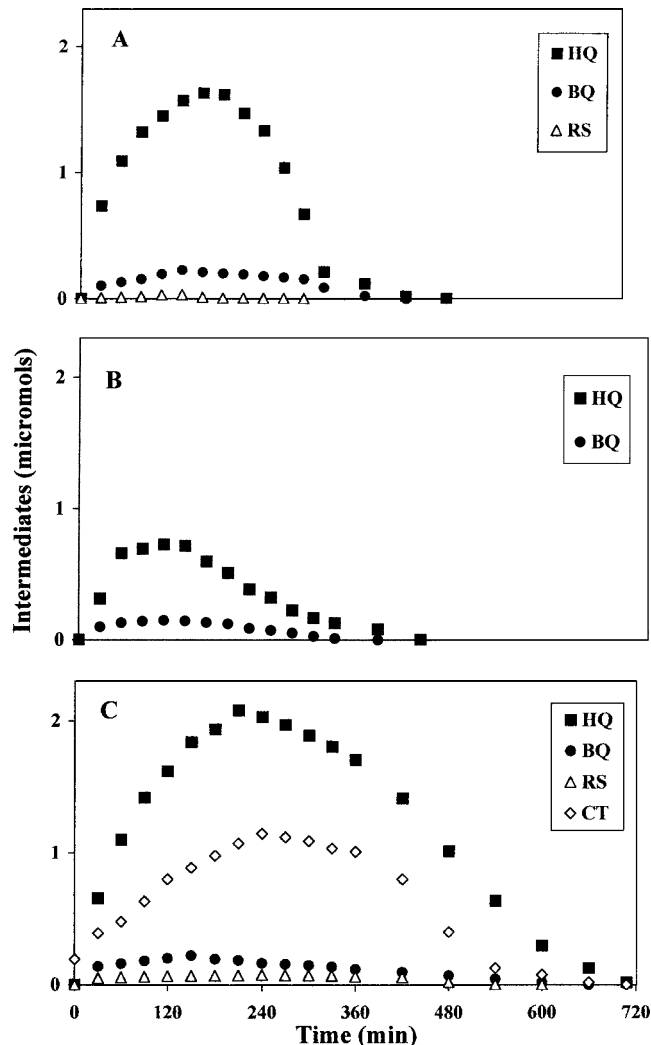 A
2
1
0
HQ
BQ
RS
B
2
1
0
HQ
BQ
Intermediates (micromols)
C
2
1
0
HQ
BQ
RS
CT
0 120 240 360 480 600 720
Time (min)